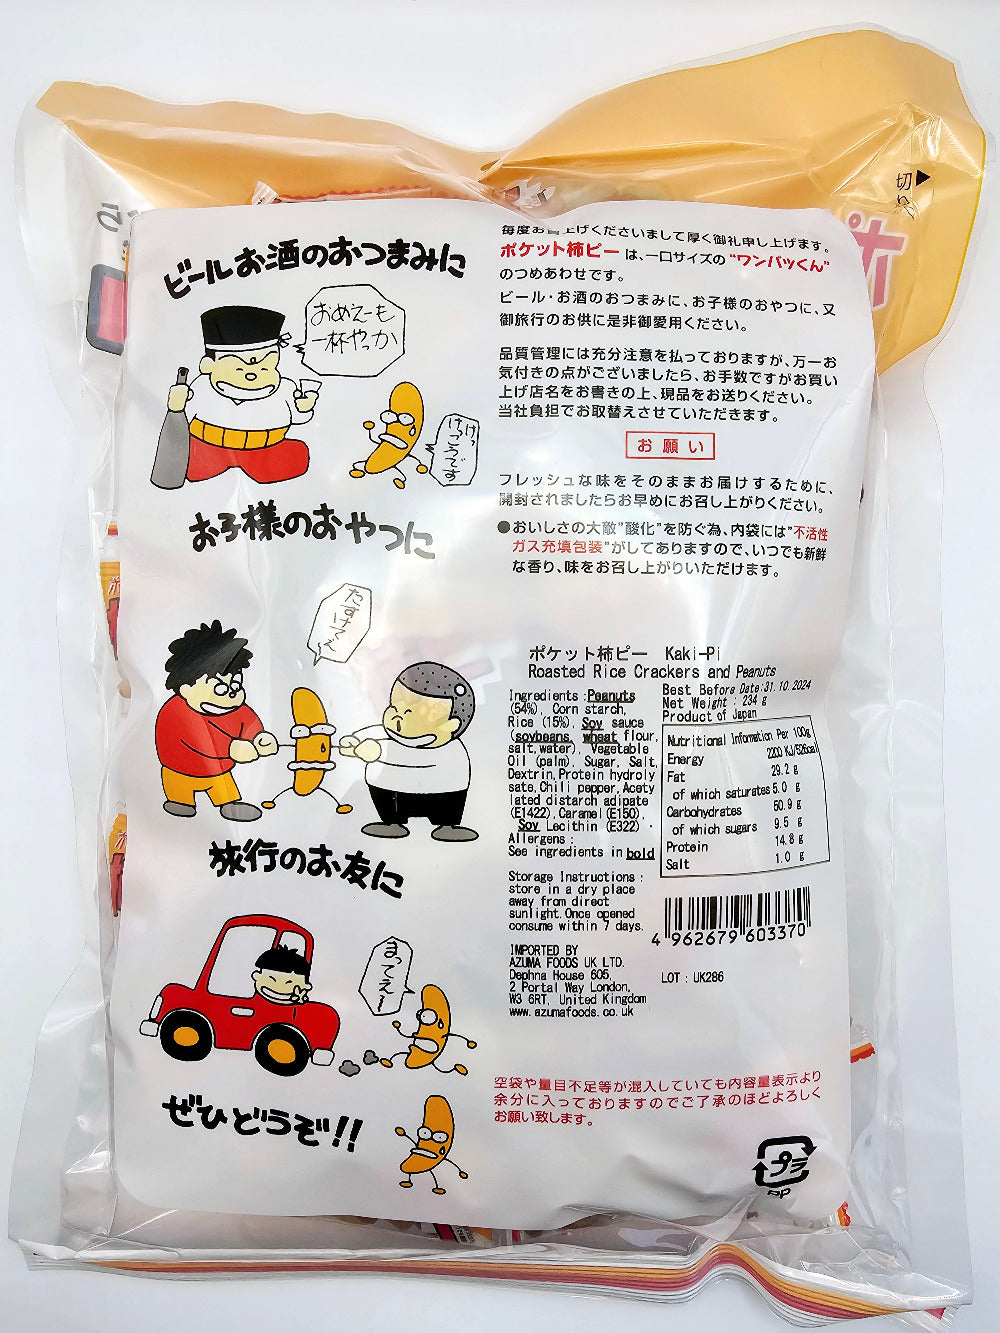 切り
ビールお酒のおつまみに
おめえーも
一杯やっか
けっ
けっこうです
お子様のおやつに
たすけてえ
旅行のお友に
まってえ〜
ぜひどうぞ!!
毎度お買上げくださいまして厚く御礼申し上げます。
ポケット柿ピーは、一口サイズの"ワンパッくん"
のつめあわせです。
ビール・お酒のおつまみに、お子様のおやつに、又
御旅行のお供に是非御愛用ください。
品質管理には充分注意を払っておりますが、万一お
気付きの点がございましたら、お手数ですがお買い
上げ店名をお書きの上、現品をお送りください。
当社負担でお取替えさせていただきます。
お願い
フレッシュな味をそのままお届けするために、
開封されましたらお早めにお召し上がりください。
●おいしさの大敵"酸化"を防ぐ為、内袋には"不活性
ガス充填包装"がしてありますので、いつでも新鮮
な香り、味をお召し上がりいただけます。
ポケット柿ピー Kaki-Pi
Roasted Rice Crackers and Peanuts
Ingredients :Peanuts
(54%), Corn starch,
Rice (15%), Soy sauce
(soybeans, wheat flour,
salt,water), Vegetable
Oil (palm), Sugar, Salt,
Dextrin,Protein hydroly
sate,Chili pepper,Acety
lated distarch adipate
(E1422),Caramel(E150),
Soy Lecithin (E322) .
Allergens :
See ingredients in bold
Storage Instructions :
store in a dry place
away from direct
sunlight.Once opened
consume within 7 days.
IMPORTED BY
AZUMA FOODS UK LTD.
Dephna House 605,
2 Portal Way London,
W3 6RT, United Kingdom
www.azumafoods.co.uk
Best Before Date:31.10.2024
Net Weight : 234 g
Product of Japan
Nutritional Information Per 100g
Energy 2200 KJ/526cal
Fat 29.2 g
of which saturates 5.0 g
Carbohydrates 50.9 g
of which sugars 9.5 g
Protein 14.8 g
Salt 1.0 g
4 962679 603370
LOT : UK286
空袋や量目不足等が混入していても内容量表示より
余分に入っておりますのでご了承のほどよろしく
お願い致します。
プラ
PP